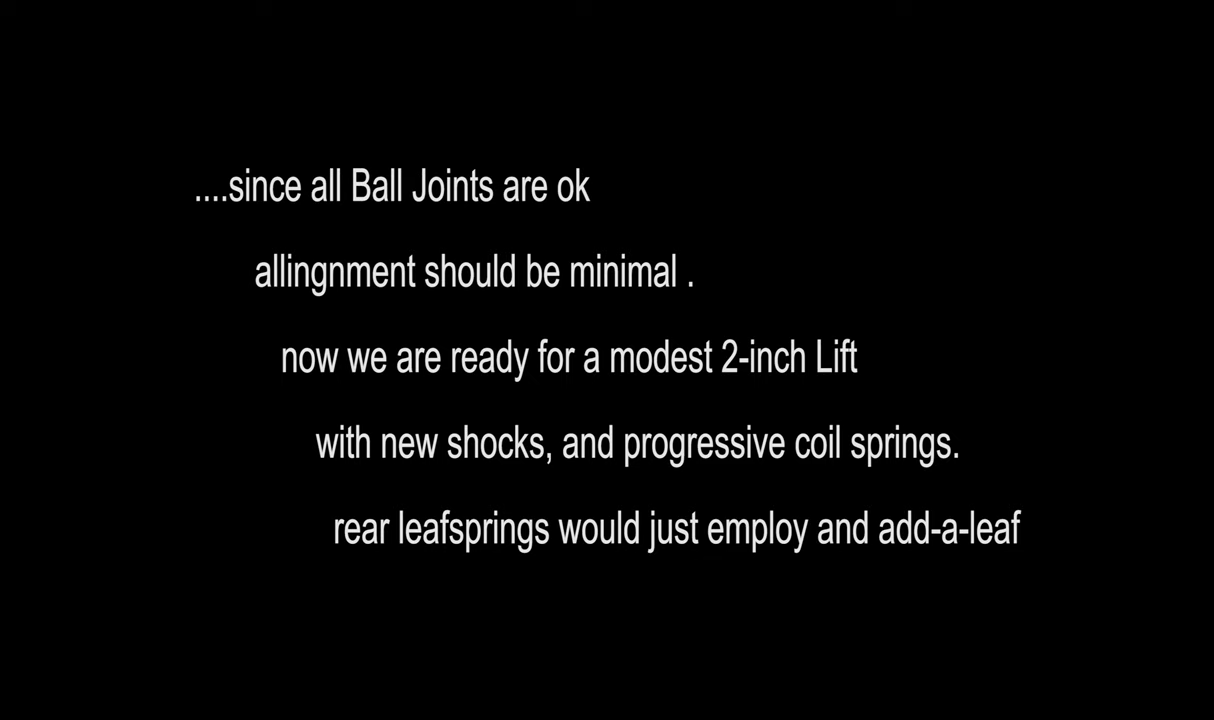 ....since all Ball Joints are ok
allingnment should be minimal .
now we are ready for a modest 2-inch Lift
with new shocks, and progressive coil springs.
rear leafsprings would just employ and add-a-leaf